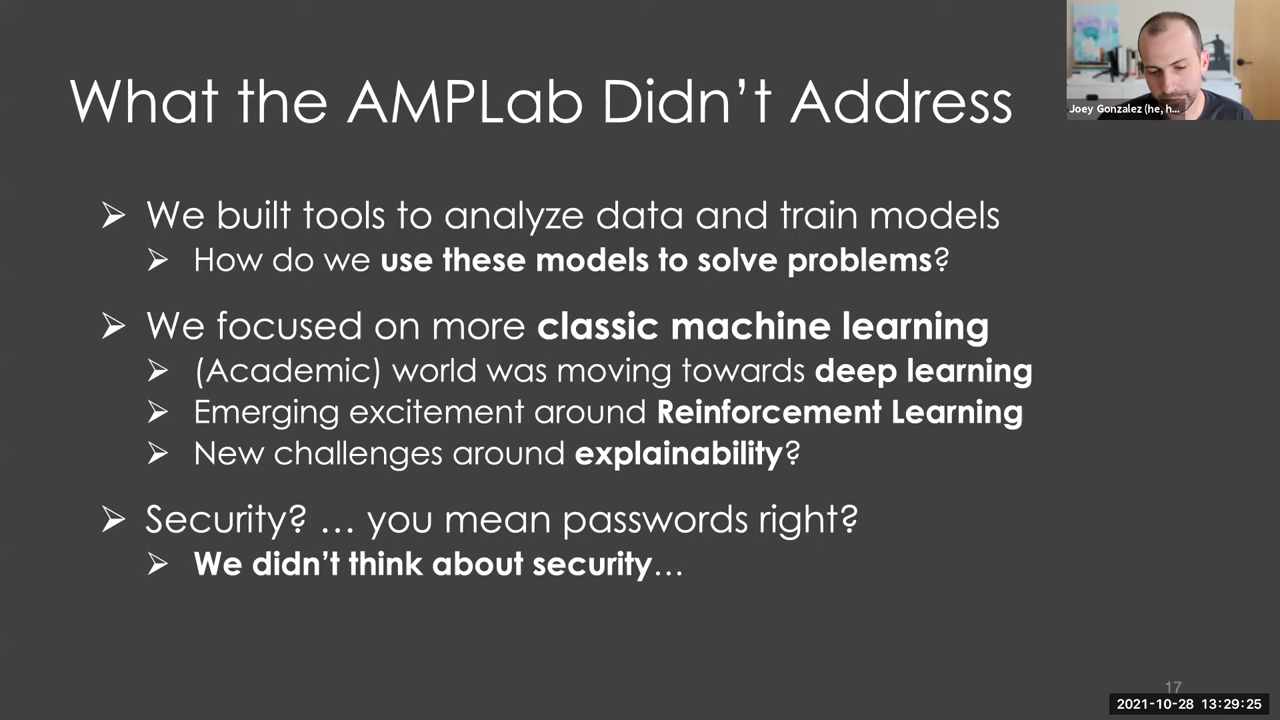 What the AMPLab Didn't Address
Joey Gonzalez (he, h...
➢ We built tools to analyze data and train models
➢ How do we use these models to solve problems?
➢ We focused on more classic machine learning
➢ (Academic) world was moving towards deep learning
➢ Emerging excitement around Reinforcement Learning
➢ New challenges around explainability?
➢ Security? … you mean passwords right?
➢ We didn't think about security…
17
2021-10-28 13:29:25